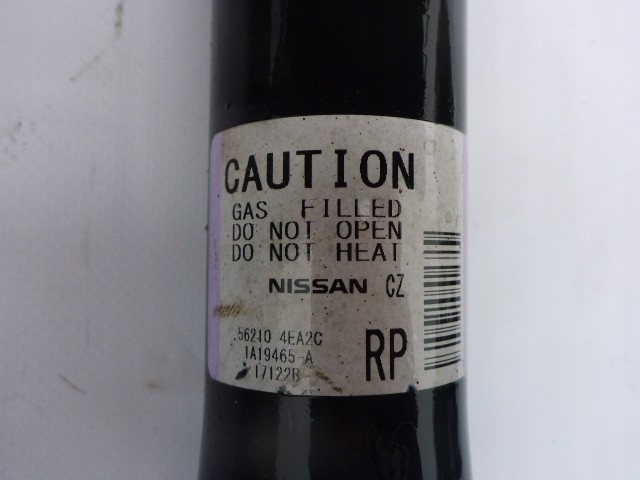 CAUTION
GAS FILLED
DO NOT OPEN
DO NOT HEAT
NISSAN CZ
56210 4EA2C
1A19465-A
17122B
RP